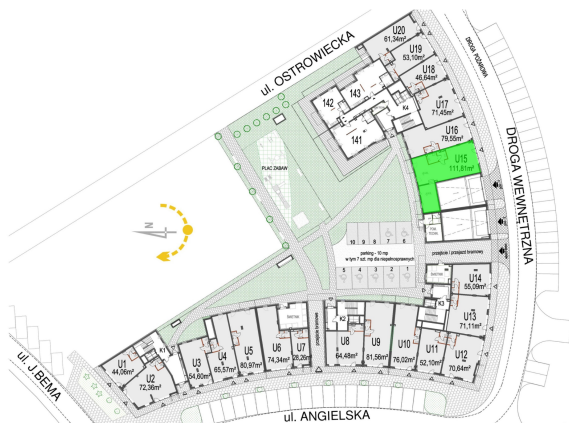 U20
61,34m²
U19
53,10m²
U18
46,64m²
U17
71,45m²
U16
79,55m²
U15
111,81m²
ul. OSTROWIECKA
142
143
141
K4
DROGA POŻAROWA
DROGA WEWNĘTRZNA
PLAC ZABAW
N
10 9 8 7 6
parking - 10 mp
w tym 7 szt. mp dla niepełnosprawnych
5 4 3 2 1
przejście i przejazd bramowy
U14
55,09m²
K3
U13
71,11m²
U12
70,64m²
U11
52,10m²
U10
76,02m²
U9
81,56m²
U8
64,48m²
K2
przejście bramowe
U7
28,26m²
U6
74,34m²
U5
80,97m²
U4
65,57m²
U3
54,60m²
K1
U2
72,36m²
U1
44,06m²
ul. J.BEMA
ul. ANGIELSKA